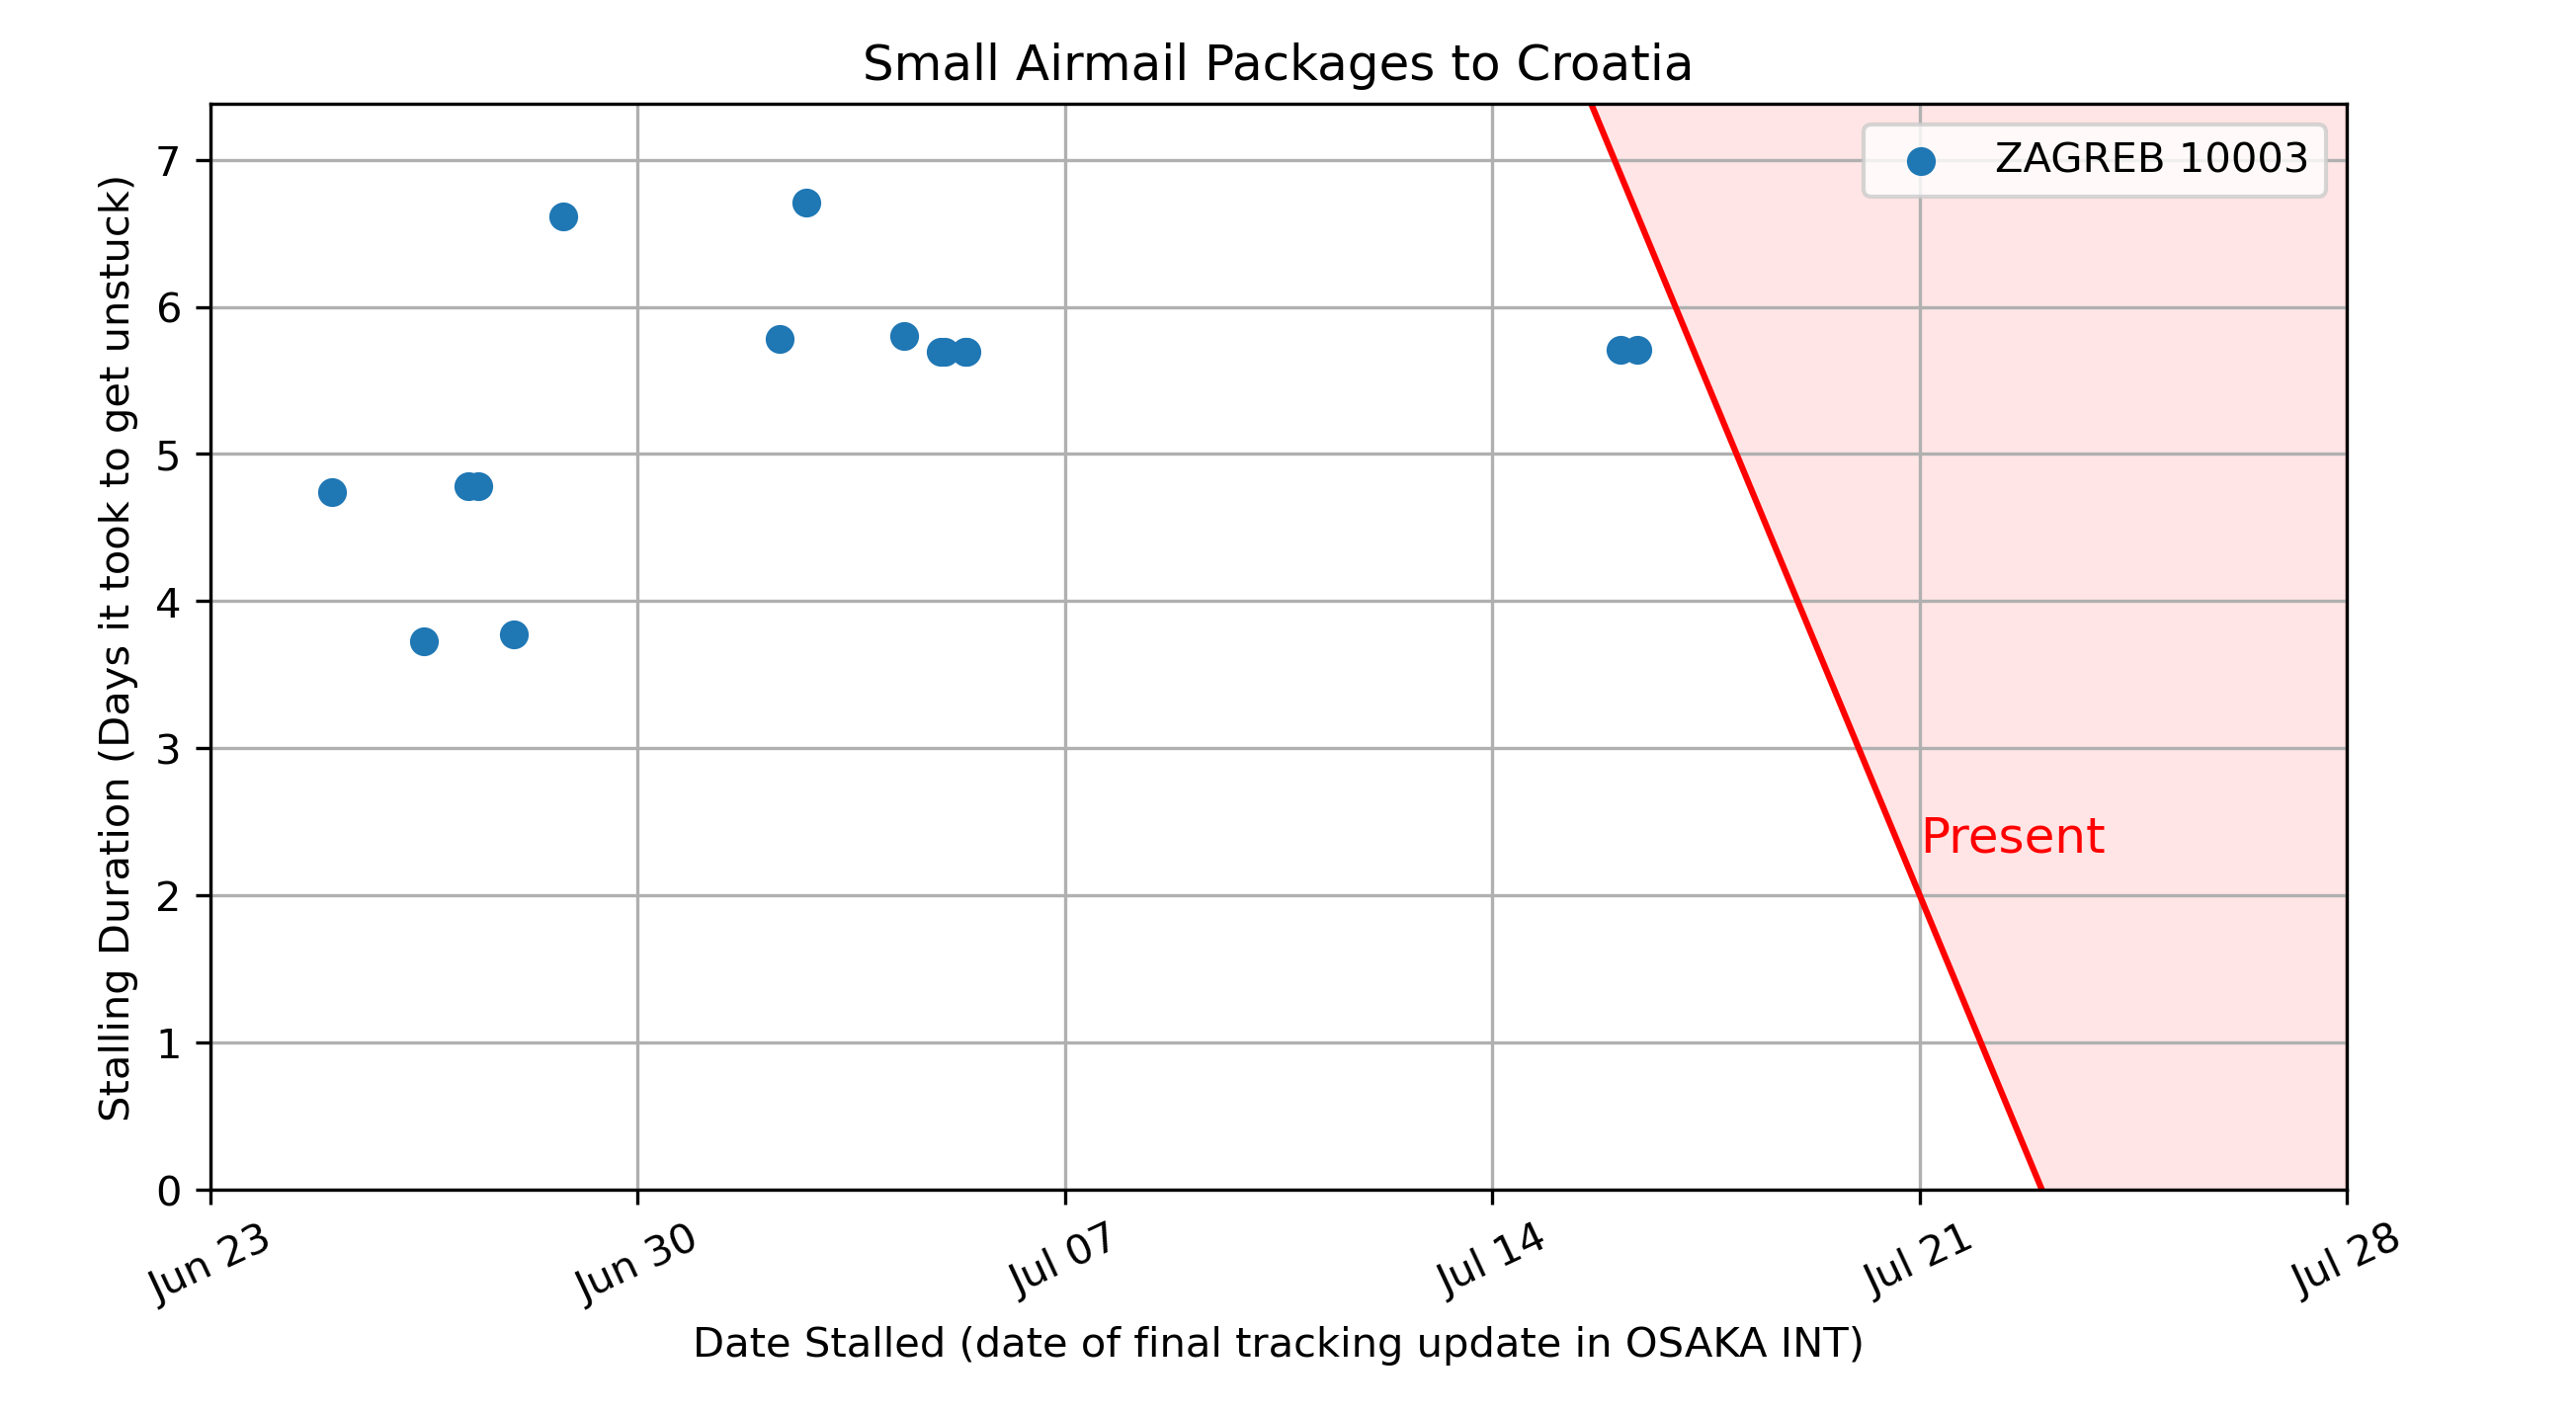 Small Airmail Packages to Croatia
Stalling Duration (Days it took to get unstuck)
7
6
5
4
3
2
1
0
ZAGREB 10003
Present
Jun 23
Jun 30
Jul 07
Jul 14
Jul 21
Jul 28
Date Stalled (date of final tracking update in OSAKA INT)